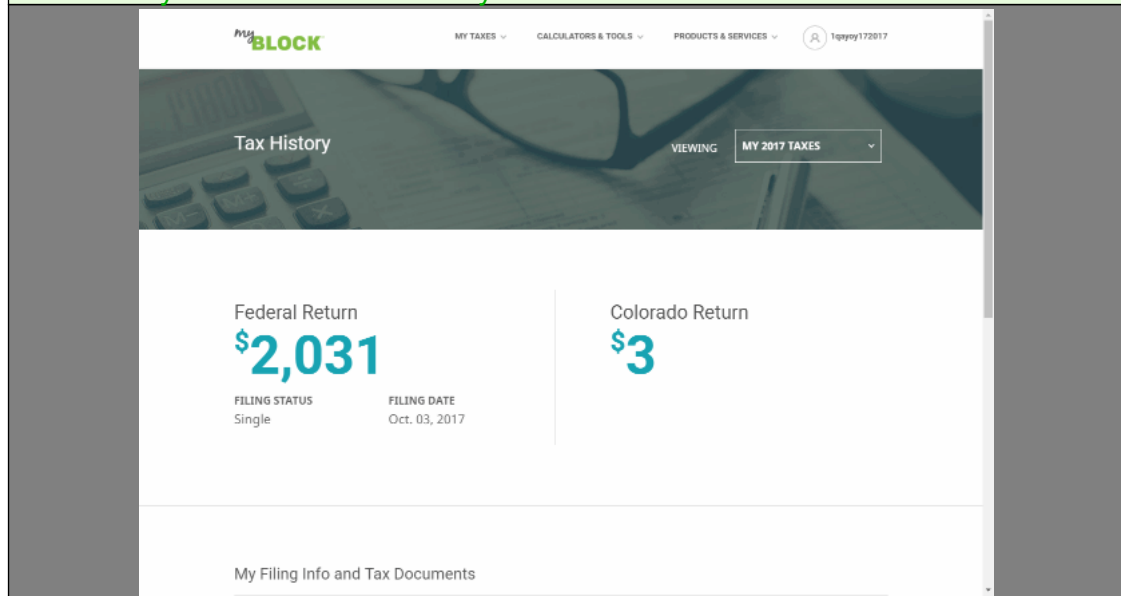 my BLOCK
MY TAXES
CALCULATORS & TOOLS
PRODUCTS & SERVICES
1qayoy172017
Tax History
VIEWING
MY 2017 TAXES
Federal Return
$2,031
FILING STATUS
Single
FILING DATE
Oct. 03, 2017
Colorado Return
$3
My Filing Info and Tax Documents